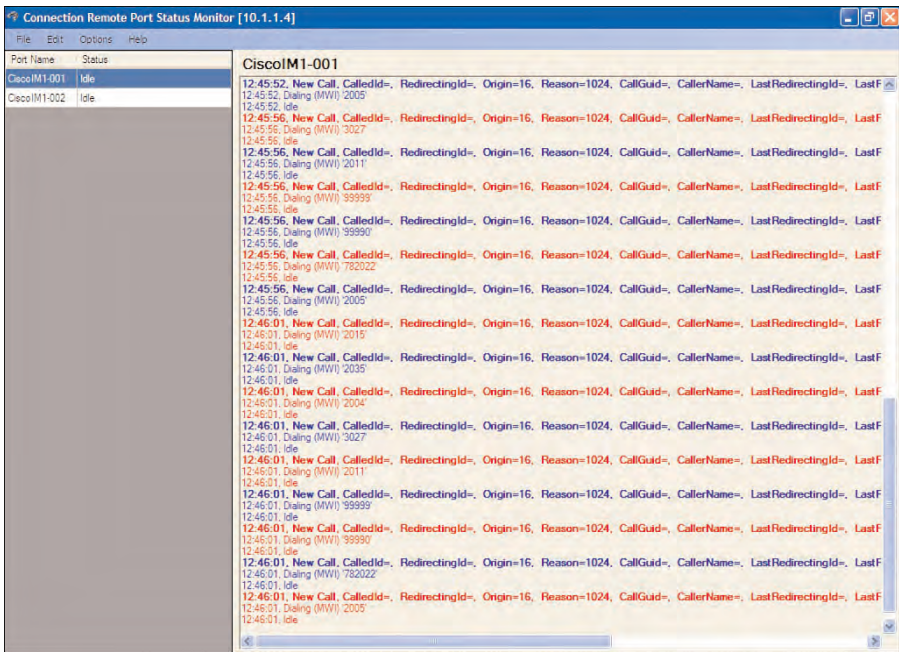 Connection Remote Port Status Monitor [10.1.1.4]
File Edit Options Help
Port Name Status
CiscoIM1-001 Idle
CiscoIM1-002 Idle
CiscoIM1-001
12:45:52, New Call, CalledId=, RedirectingId=, Origin=16, Reason=1024, CallGuid=, CallerName=, LastRedirectingId=, LastF
12:45:52, Dialing (MWI) '2005'
12:45:52, Idle
12:45:56, New Call, CalledId=, RedirectingId=, Origin=16, Reason=1024, CallGuid=, CallerName=, LastRedirectingId=, LastF
12:45:56, Dialing (MWI) '3027'
12:45:56, Idle
12:45:56, New Call, CalledId=, RedirectingId=, Origin=16, Reason=1024, CallGuid=, CallerName=, LastRedirectingId=, LastF
12:45:56, Dialing (MWI) '2011'
12:45:56, Idle
12:45:56, New Call, CalledId=, RedirectingId=, Origin=16, Reason=1024, CallGuid=, CallerName=, LastRedirectingId=, LastF
12:45:56, Dialing (MWI) '99999'
12:45:56, Idle
12:45:56, New Call, CalledId=, RedirectingId=, Origin=16, Reason=1024, CallGuid=, CallerName=, LastRedirectingId=, LastF
12:45:56, Dialing (MWI) '99990'
12:45:56, Idle
12:45:56, New Call, CalledId=, RedirectingId=, Origin=16, Reason=1024, CallGuid=, CallerName=, LastRedirectingId=, LastF
12:45:56, Dialing (MWI) '782022'
12:45:56, Idle
12:45:56, New Call, CalledId=, RedirectingId=, Origin=16, Reason=1024, CallGuid=, CallerName=, LastRedirectingId=, LastF
12:45:56, Dialing (MWI) '2005'
12:45:56, Idle
12:46:01, New Call, CalledId=, RedirectingId=, Origin=16, Reason=1024, CallGuid=, CallerName=, LastRedirectingId=, LastF
12:46:01, Dialing (MWI) '2015'
12:46:01, Idle
12:46:01, New Call, CalledId=, RedirectingId=, Origin=16, Reason=1024, CallGuid=, CallerName=, LastRedirectingId=, LastF
12:46:01, Dialing (MWI) '2035'
12:46:01, Idle
12:46:01, New Call, CalledId=, RedirectingId=, Origin=16, Reason=1024, CallGuid=, CallerName=, LastRedirectingId=, LastF
12:46:01, Dialing (MWI) '2004'
12:46:01, Idle
12:46:01, New Call, CalledId=, RedirectingId=, Origin=16, Reason=1024, CallGuid=, CallerName=, LastRedirectingId=, LastF
12:46:01, Dialing (MWI) '3027'
12:46:01, Idle
12:46:01, New Call, CalledId=, RedirectingId=, Origin=16, Reason=1024, CallGuid=, CallerName=, LastRedirectingId=, LastF
12:46:01, Dialing (MWI) '2011'
12:46:01, Idle
12:46:01, New Call, CalledId=, RedirectingId=, Origin=16, Reason=1024, CallGuid=, CallerName=, LastRedirectingId=, LastF
12:46:01, Dialing (MWI) '99999'
12:46:01, Idle
12:46:01, New Call, CalledId=, RedirectingId=, Origin=16, Reason=1024, CallGuid=, CallerName=, LastRedirectingId=, LastF
12:46:01, Dialing (MWI) '99990'
12:46:01, Idle
12:46:01, New Call, CalledId=, RedirectingId=, Origin=16, Reason=1024, CallGuid=, CallerName=, LastRedirectingId=, LastF
12:46:01, Dialing (MWI) '782022'
12:46:01, Idle
12:46:01, New Call, CalledId=, RedirectingId=, Origin=16, Reason=1024, CallGuid=, CallerName=, LastRedirectingId=, LastF
12:46:01, Dialing (MWI) '2005'
12:46:01, Idle